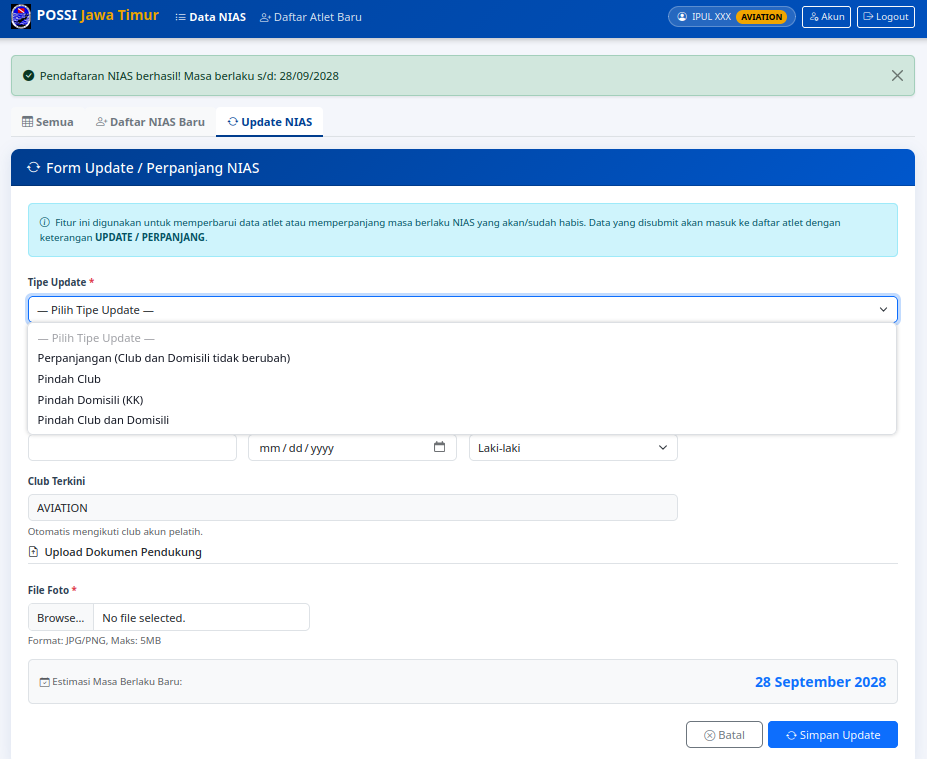 POSSI Jawa Timur Data NIAS Daftar Atlet Baru IPUL XXX AVIATION Akun Logout
Pendaftaran NIAS berhasil! Masa berlaku s/d: 28/09/2028
Semua Daftar NIAS Baru Update NIAS
Form Update / Perpanjang NIAS
Fitur ini digunakan untuk memperbarui data atlet atau memperpanjang masa berlaku NIAS yang akan/sudah habis. Data yang disubmit akan masuk ke daftar atlet dengan
keterangan UPDATE / PERPANJANG.
Tipe Update *
— Pilih Tipe Update —
— Pilih Tipe Update —
Perpanjangan (Club dan Domisili tidak berubah)
Pindah Club
Pindah Domisili (KK)
Pindah Club dan Domisili
mm/dd/yyyy Laki-laki
Club Terkini
AVIATION
Otomatis mengikuti club akun pelatih.
Upload Dokumen Pendukung
File Foto *
Browse... No file selected.
Format: JPG/PNG, Maks: 5MB
Estimasi Masa Berlaku Baru: 28 September 2028
Batal Simpan Update